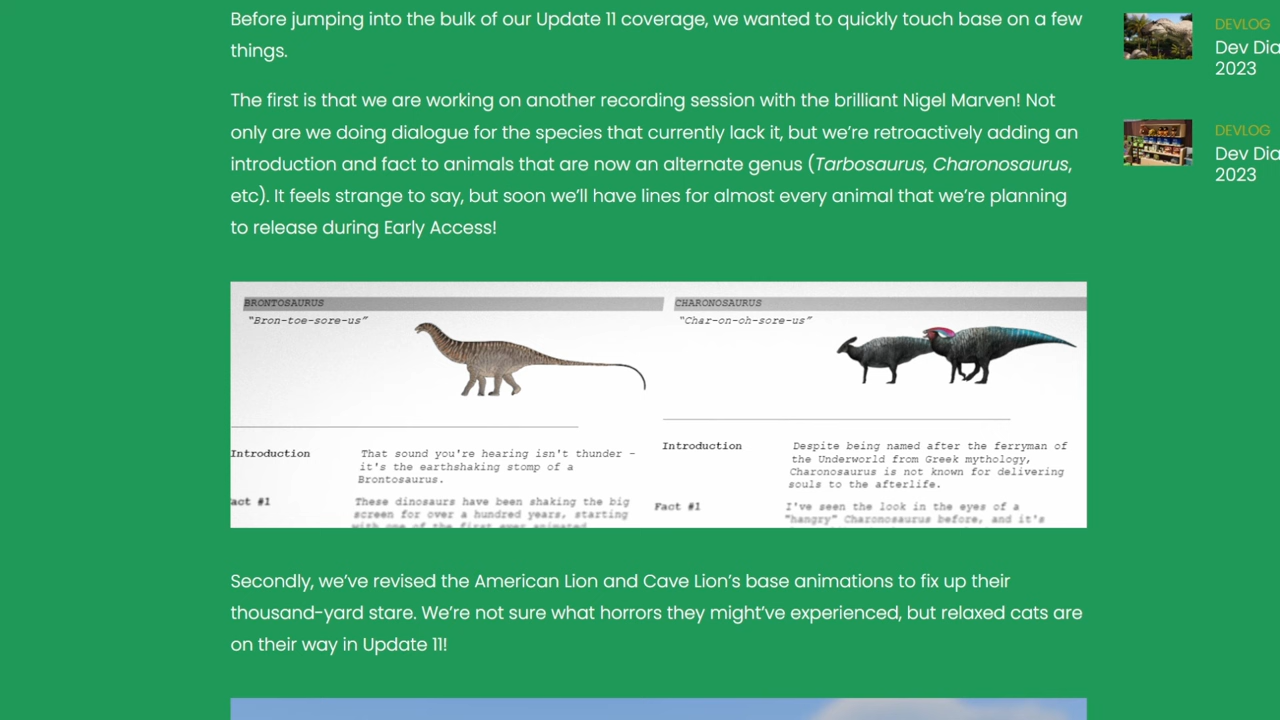 Before jumping into the bulk of our Update 11 coverage, we wanted to quickly touch base on a few
things.
The first is that we are working on another recording session with the brilliant Nigel Marven! Not
only are we doing dialogue for the species that currently lack it, but we’re retroactively adding an
introduction and fact to animals that are now an alternate genus (Tarbosaurus, Charonosaurus,
etc). It feels strange to say, but soon we’ll have lines for almost every animal that we’re planning
to release during Early Access!
BRONTOSAURUS
“Bron-toe-sore-us”
Introduction
That sound you're hearing isn't thunder –
it's the earthshaking stomp of a
Brontosaurus.
act #1
These dinosaurs have been shaking the big
screen for over a hundred years, starting
with one of the first ever animated
CHARONOSAURUS
“Char-on-oh-sore-us”
Introduction
Despite being named after the ferryman of
the Underworld from Greek mythology,
Charonosaurus is not known for delivering
souls to the afterlife.
Fact #1
I've seen the look in the eyes of a
"hangry" Charonosaurus before, and it's
Secondly, we’ve revised the American Lion and Cave Lion’s base animations to fix up their
thousand-yard stare. We’re not sure what horrors they might’ve experienced, but relaxed cats are
on their way in Update 11!
DEVLOG
Dev Dia
2023
DEVLOG
Dev Dia
2023